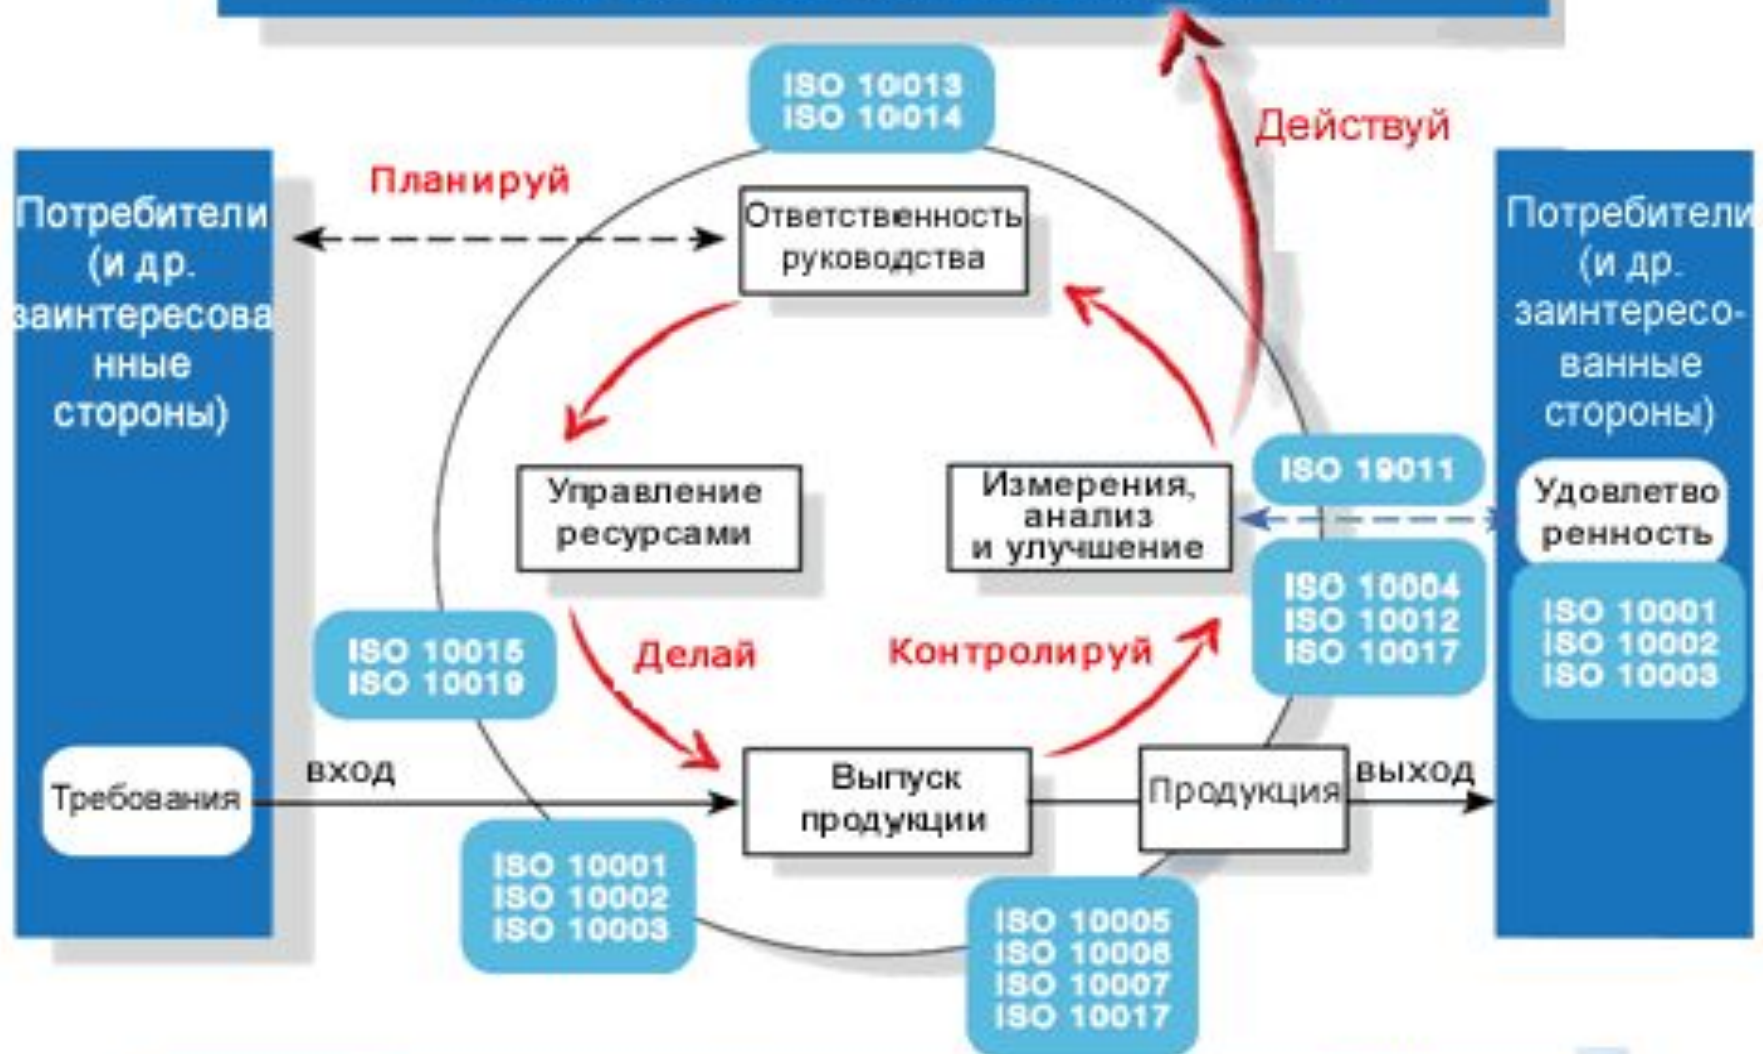 ISO 10013
ISO 10014
Действуй
Планируй
Потребители
(и др.
заинтересова
нные
стороны)
Ответственность
руководства
Потребители
(и др.
заинтересо-
ванные
стороны)
Управление
ресурсами
Измерения,
анализ
и улучшение
ISO 19011
Удовлетво
ренность
ISO 10004
ISO 10012
ISO 10017
ISO 10001
ISO 10002
ISO 10003
ISO 10015
ISO 10019
Делай
Контролируй
Требования
вход
Выпуск
продукции
Продукция
выход
ISO 10001
ISO 10002
ISO 10003
ISO 10005
ISO 10006
ISO 10007
ISO 10017